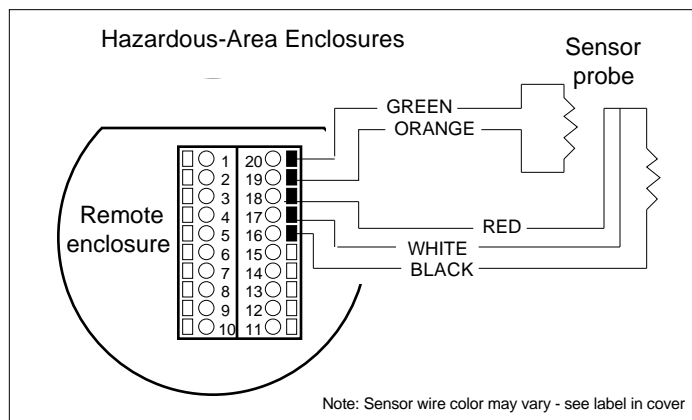 Hazardous-Area Enclosures
Sensor
probe
GREEN
ORANGE
1 20
2 19
3 18
4 17
5 16
6 15
7 14
8 13
9 12
10 11
Remote
enclosure
RED
WHITE
BLACK
Note: Sensor wire color may vary - see label in cover